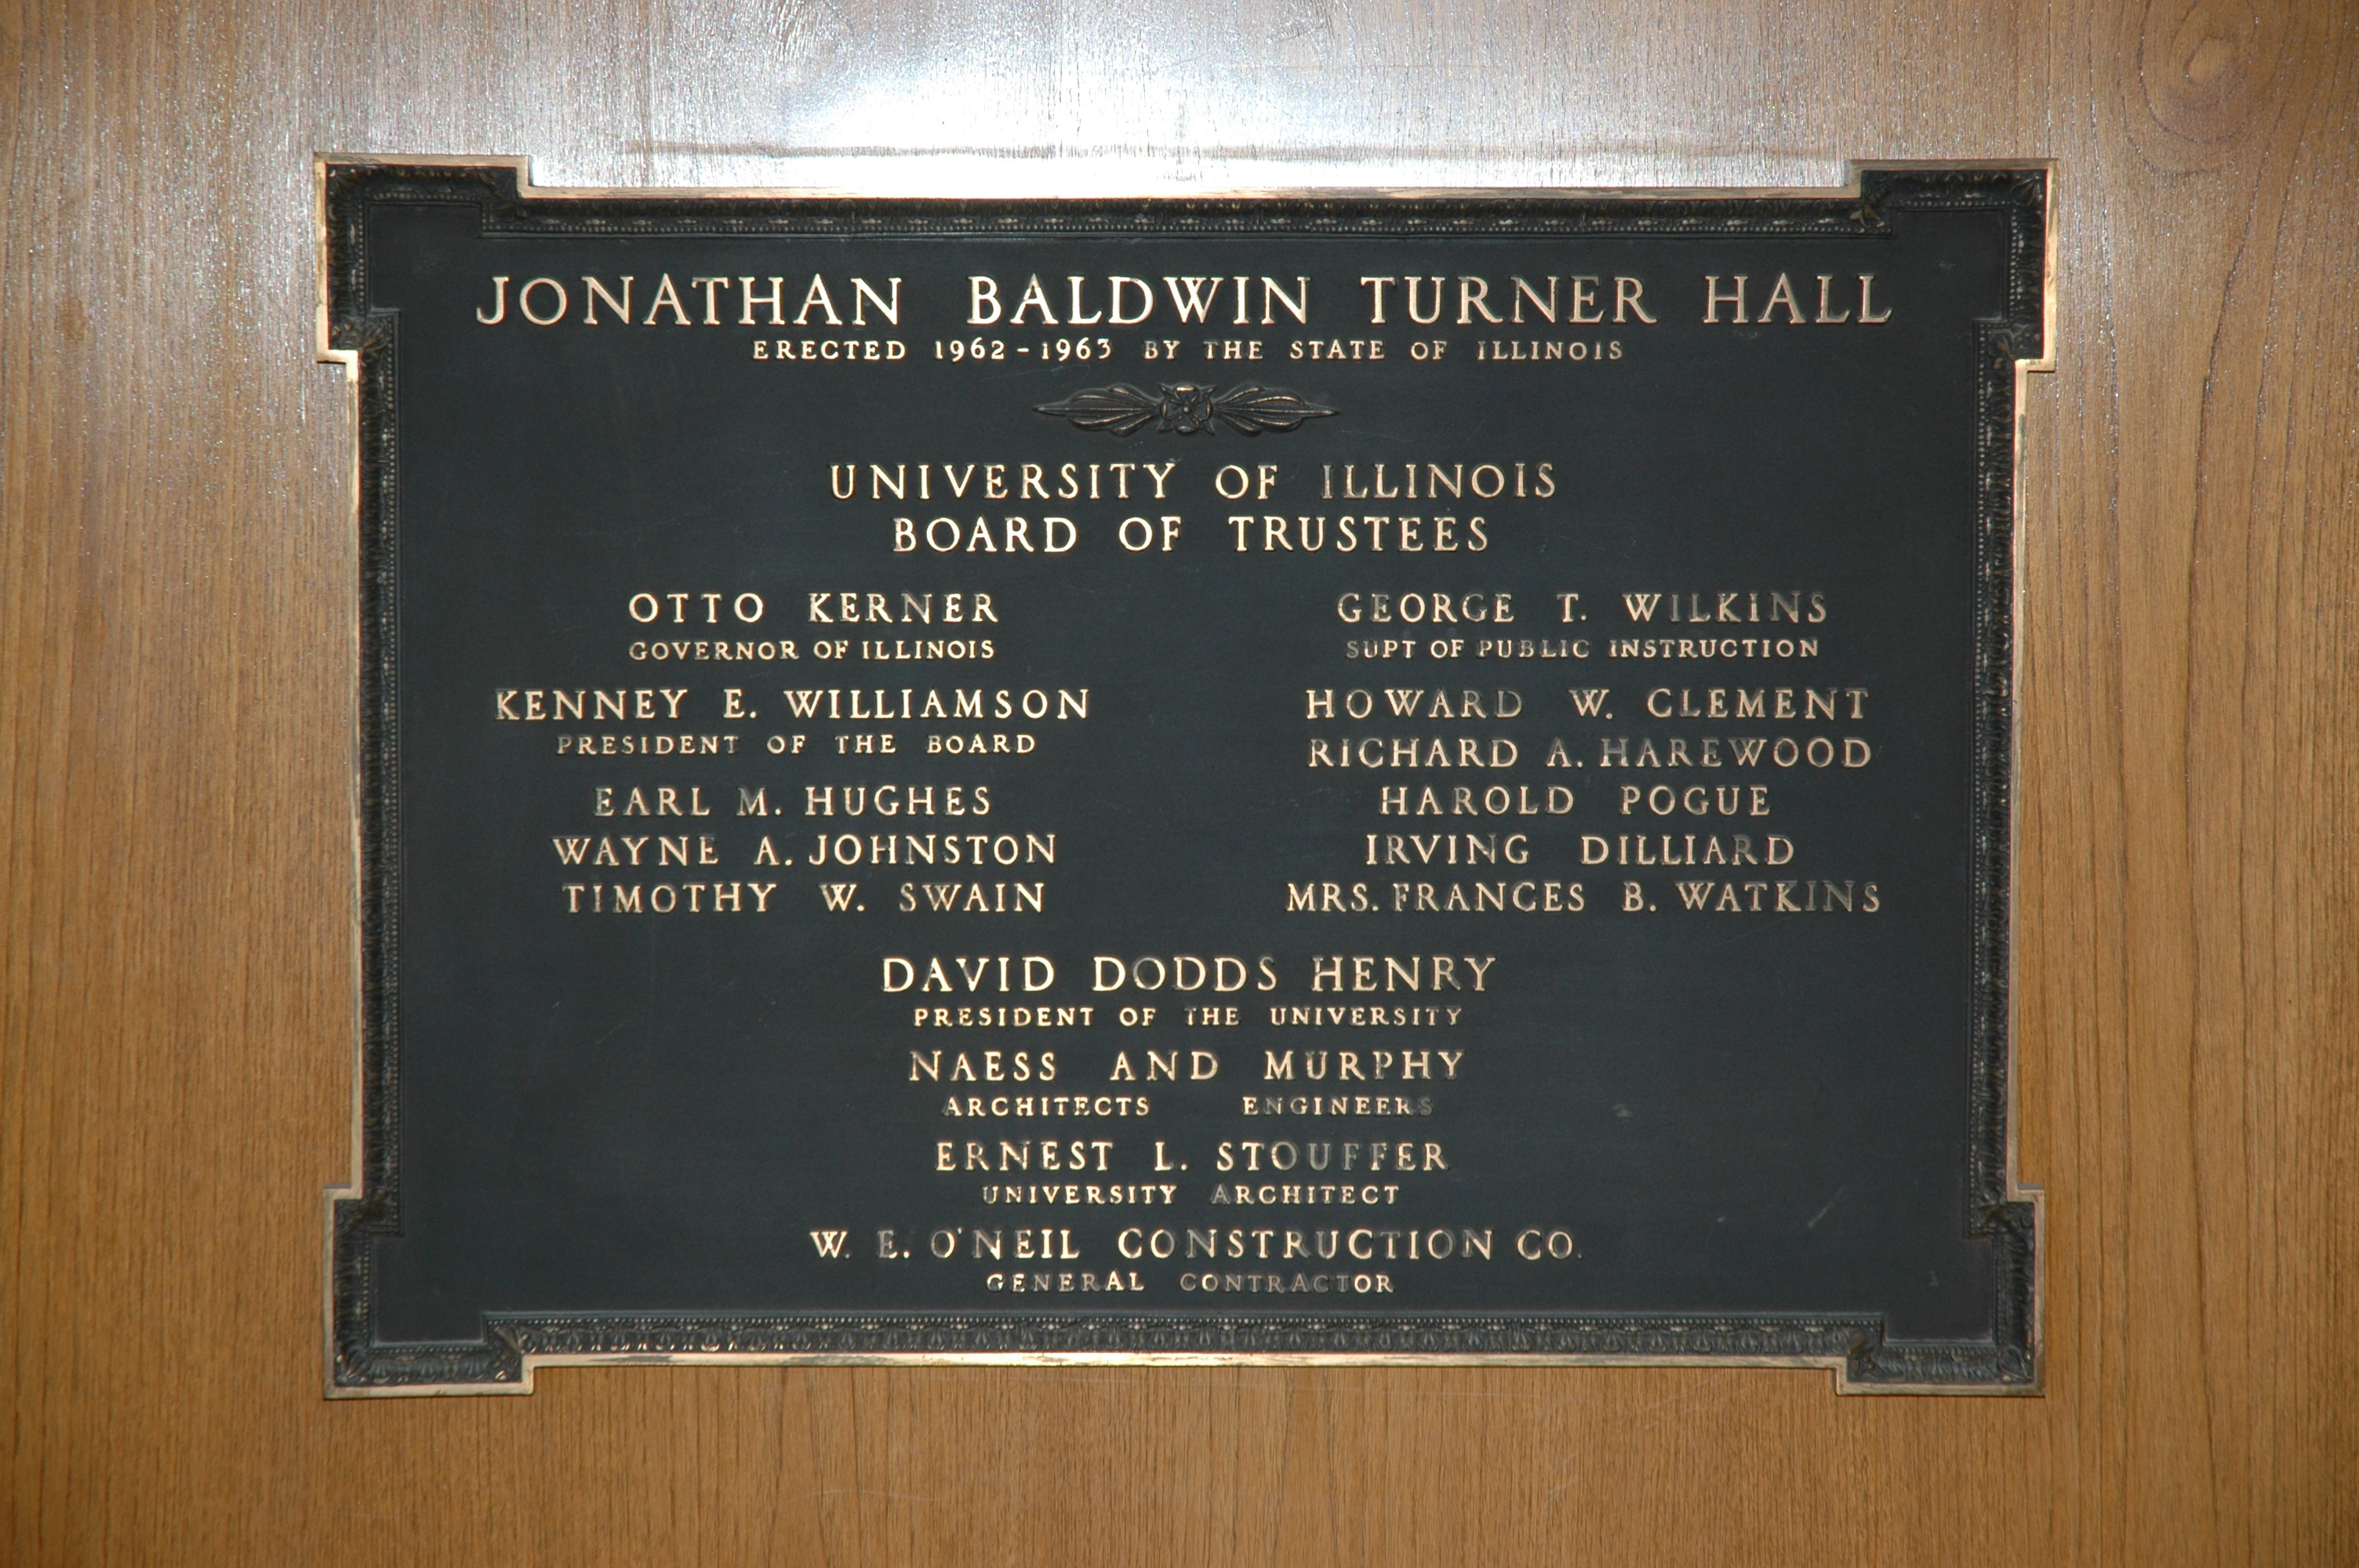 JONATHAN BALDWIN TURNER HALL
ERECTED 1962-1963 BY THE STATE OF ILLINOIS
UNIVERSITY OF ILLINOIS
BOARD OF TRUSTEES
OTTO KERNER
GOVERNOR OF ILLINOIS
KENNEY E. WILLIAMSON
PRESIDENT OF THE BOARD
EARL M. HUGHES
WAYNE A. JOHNSTON
TIMOTHY W. SWAIN
GEORGE T. WILKINS
SUPT OF PUBLIC INSTRUCTION
HOWARD W. CLEMENT
RICHARD A. HAREWOOD
HAROLD POGUE
IRVING DILLIARD
MRS. FRANCES B. WATKINS
DAVID DODDS HENRY
PRESIDENT OF THE UNIVERSITY
NAESS AND MURPHY
ARCHITECTS ENGINEERS
ERNEST L. STOUFFER
UNIVERSITY ARCHITECT
W. E. O'NEIL CONSTRUCTION CO.
GENERAL CONTRACTOR